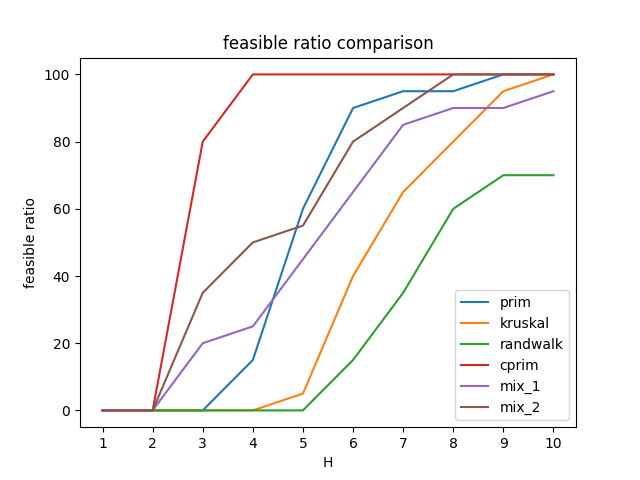 feasible ratio comparison
feasible ratio
100
80
60
40
20
0
1 2 3 4 5 6 7 8 9 10
H
prim
kruskal
randwalk
cprim
mix_1
mix_2